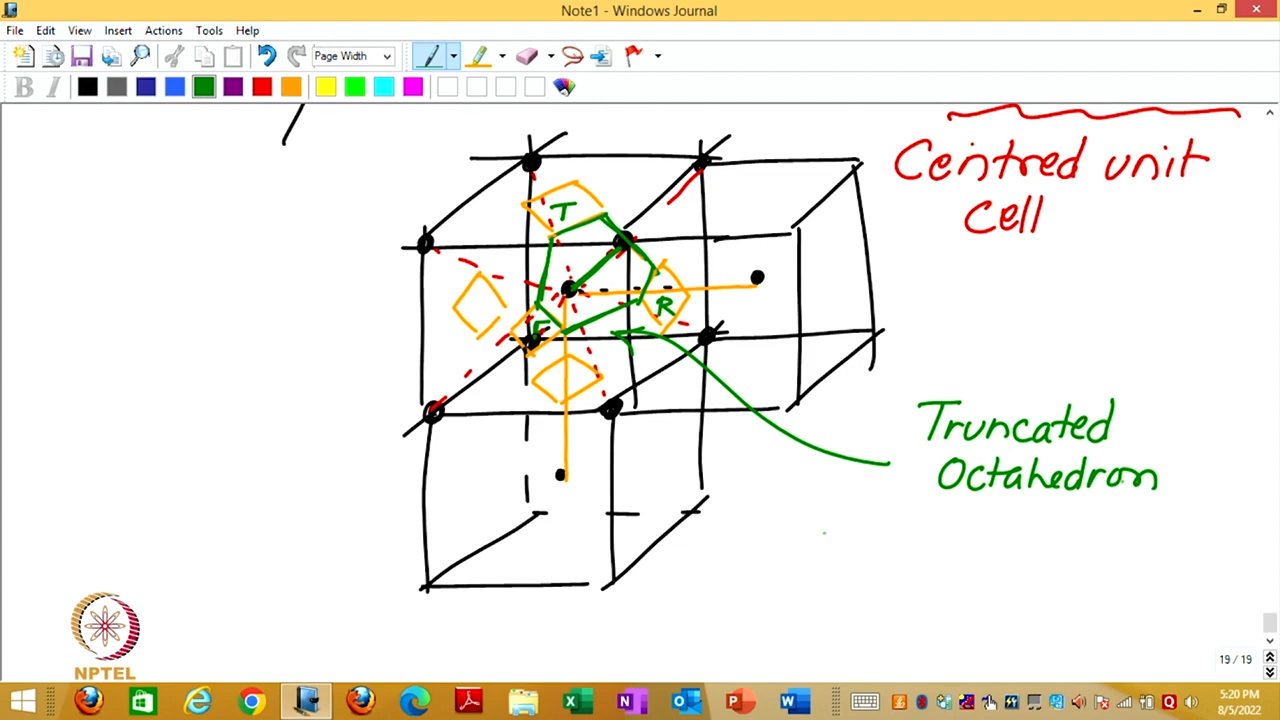 Note1 - Windows Journal
File Edit View Insert Actions Tools Help
Page Width
B I
Centred unit
Cell
T
R
F
Truncated
Octahedron
NPTEL
19 / 19
5:20 PM
8/5/2022